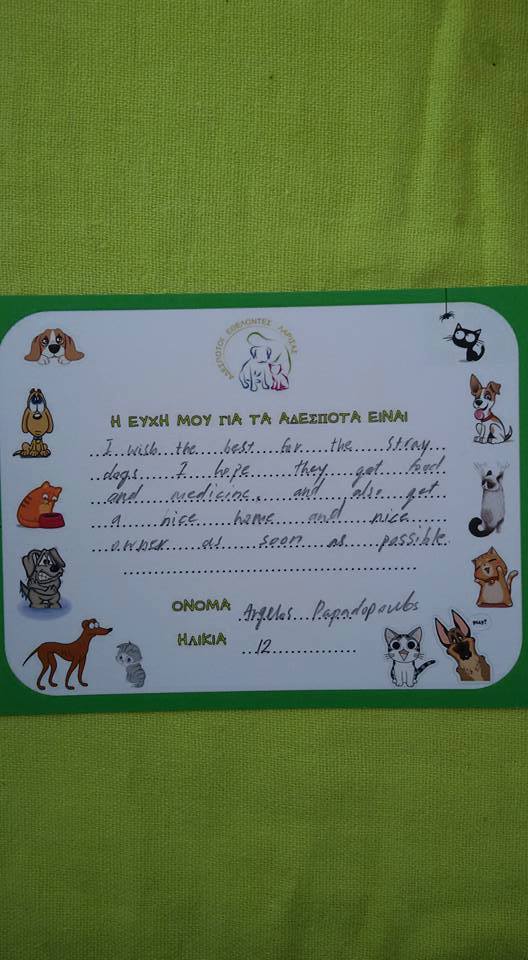 ΑΔΕΣΠΟΤΟΙ ΕΘΕΛΟΝΤΕΣ ΛΑΡΙΣΑΣ
Η ΕΥΧΗ ΜΟΥ ΓΙΑ ΤΑ ΑΔΕΣΠΟΤΑ ΕΙΝΑΙ
I wish the best for the stray
dogs I hope they get food
and medicine, and also get
a nice home and nice
owner as soon as possible.
ΟΝΟΜΑ Argelos Papadopoulos
ΗΛΙΚΙΑ 12
PLAY?